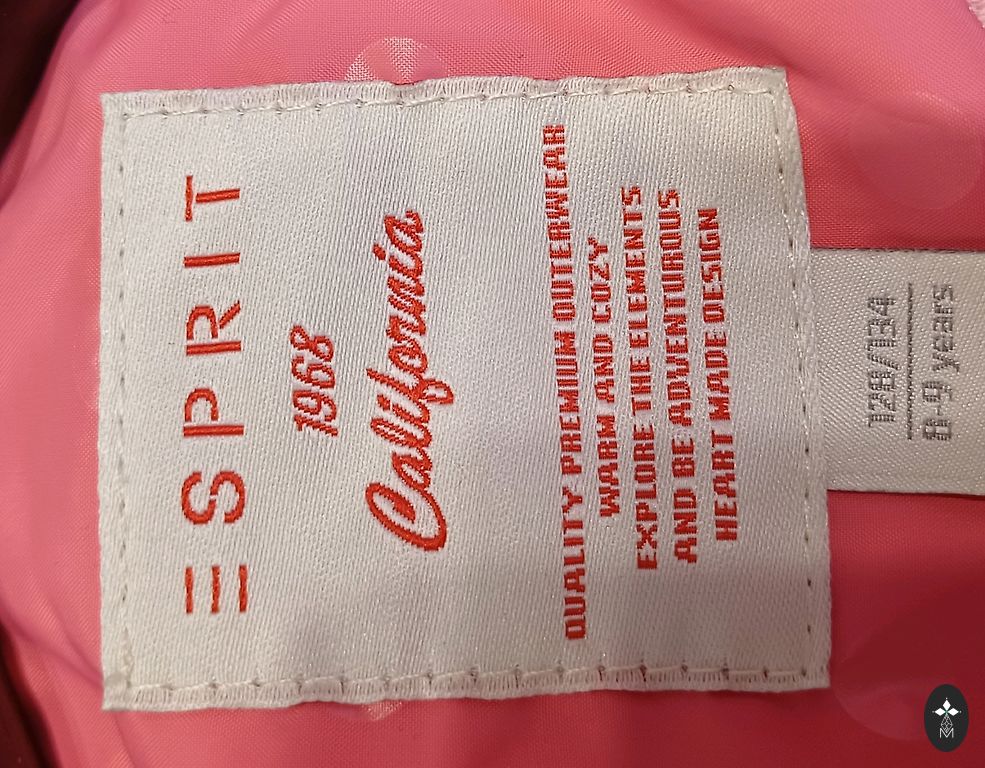 ESPRIT
1968
California
QUALITY PREMIUM OUTERWEAR
WARM AND COZY
EXPLORE THE ELEMENTS
AND BE ADVENTUROUS
HEART MADE DESIGN
128/134
8-9 years
M